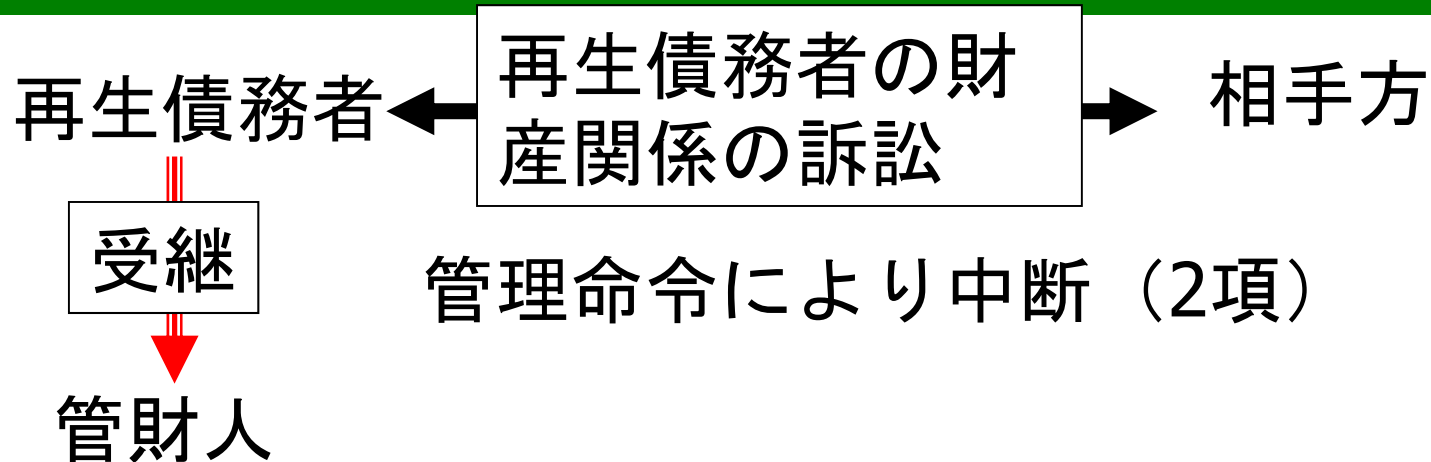 再生債務者
再生債務者の財
産関係の訴訟
相手方
受継
管理命令により中断（2項）
管財人